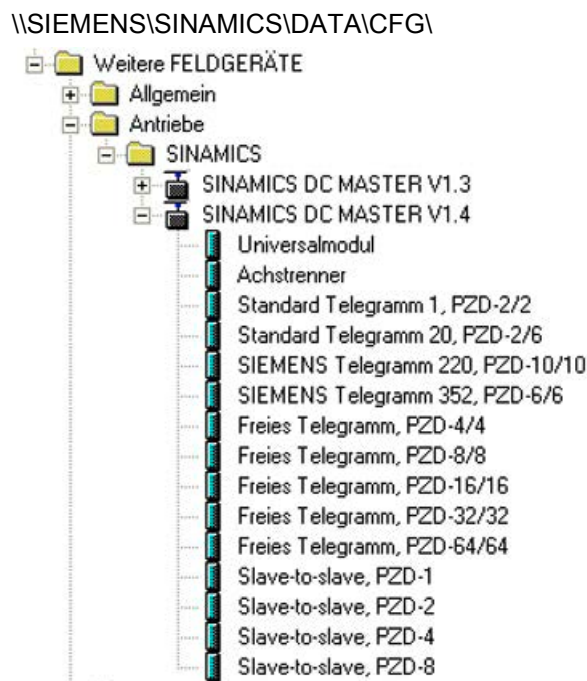 \\SIEMENS\SINAMICS\DATA\CFG\
Weitere FELDGERÄTE
Allgemein
Antriebe
SINAMICS
SINAMICS DC MASTER V1.3
SINAMICS DC MASTER V1.4
Universalmodul
Achstrenner
Standard Telegramm 1, PZD-2/2
Standard Telegramm 20, PZD-2/6
SIEMENS Telegramm 220, PZD-10/10
SIEMENS Telegramm 352, PZD-6/6
Freies Telegramm, PZD-4/4
Freies Telegramm, PZD-8/8
Freies Telegramm, PZD-16/16
Freies Telegramm, PZD-32/32
Freies Telegramm, PZD-64/64
Slave-to-slave, PZD-1
Slave-to-slave, PZD-2
Slave-to-slave, PZD-4
Slave-to-slave, PZD-8